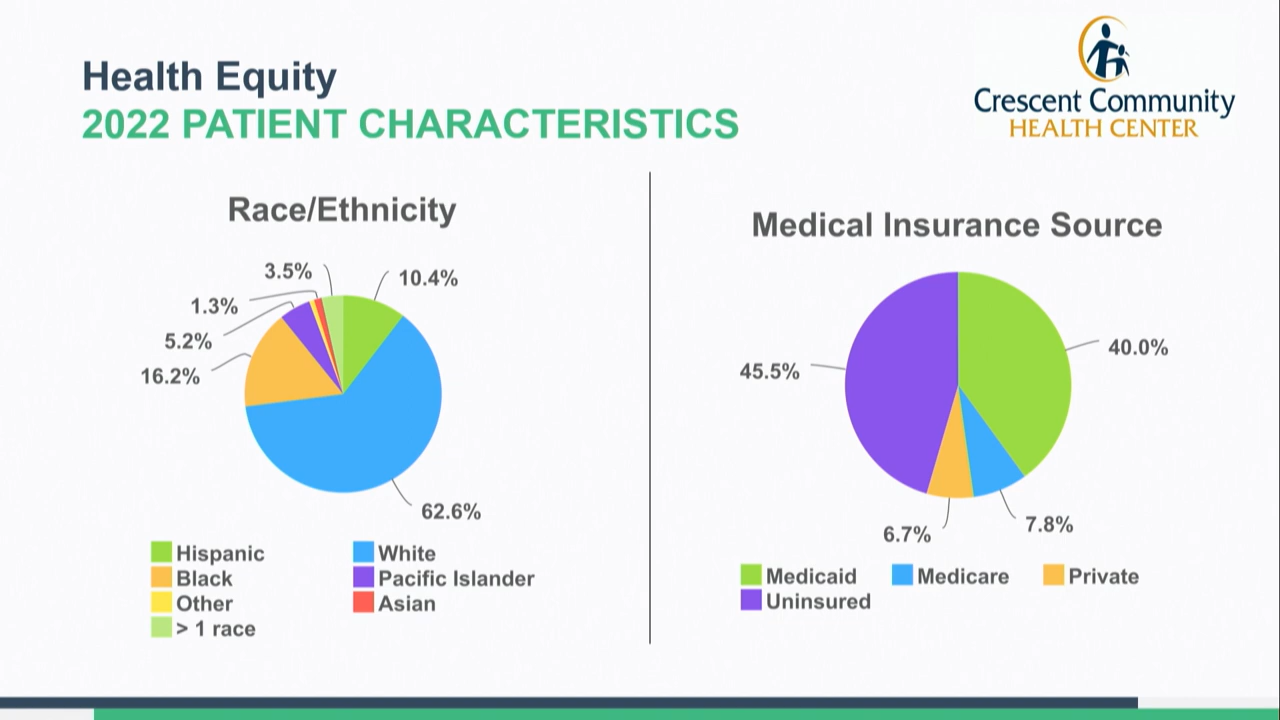 Health Equity
2022 PATIENT CHARACTERISTICS
Crescent Community
HEALTH CENTER
Race/Ethnicity
3.5%
10.4%
1.3%
5.2%
16.2%
62.6%
Hispanic
White
Black
Pacific Islander
Other
Asian
> 1 race
Medical Insurance Source
40.0%
45.5%
7.8%
6.7%
Medicaid
Medicare
Private
Uninsured